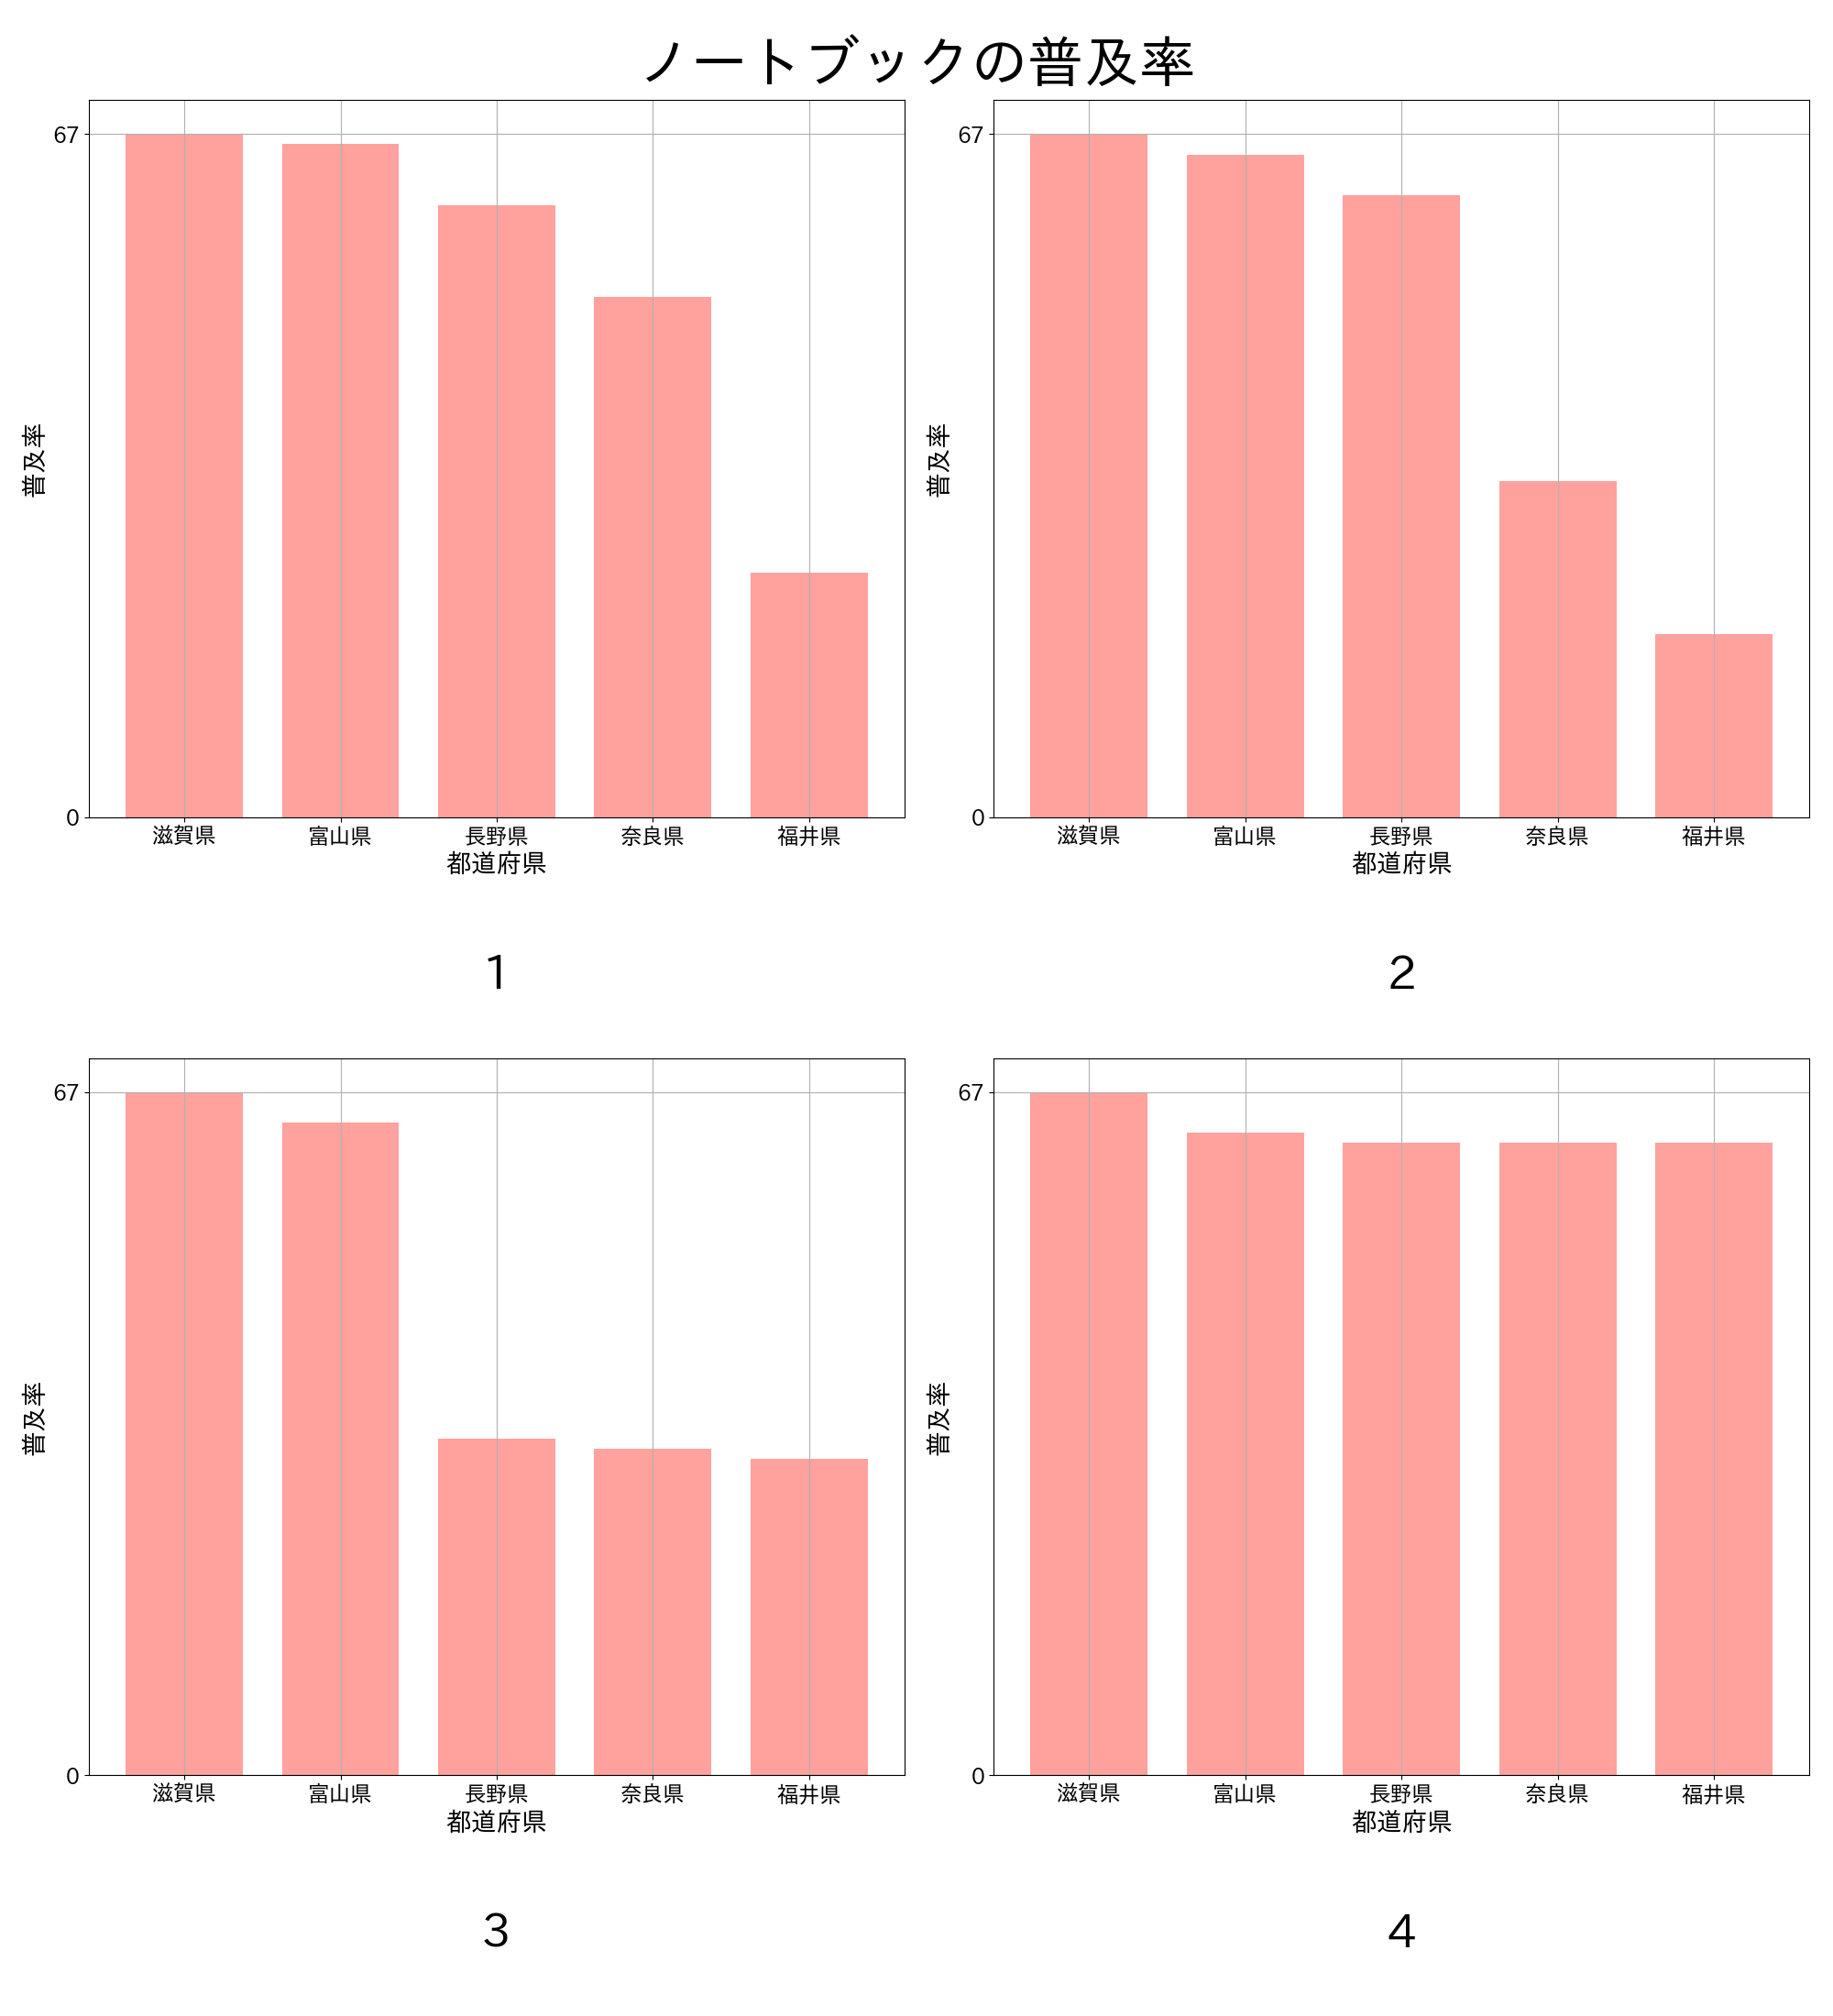 ノートブックの普及率
67
0
普及率
滋賀県 富山県 長野県 奈良県 福井県
都道府県
1
67
0
普及率
滋賀県 富山県 長野県 奈良県 福井県
都道府県
2
67
0
普及率
滋賀県 富山県 長野県 奈良県 福井県
都道府県
3
67
0
普及率
滋賀県 富山県 長野県 奈良県 福井県
都道府県
4